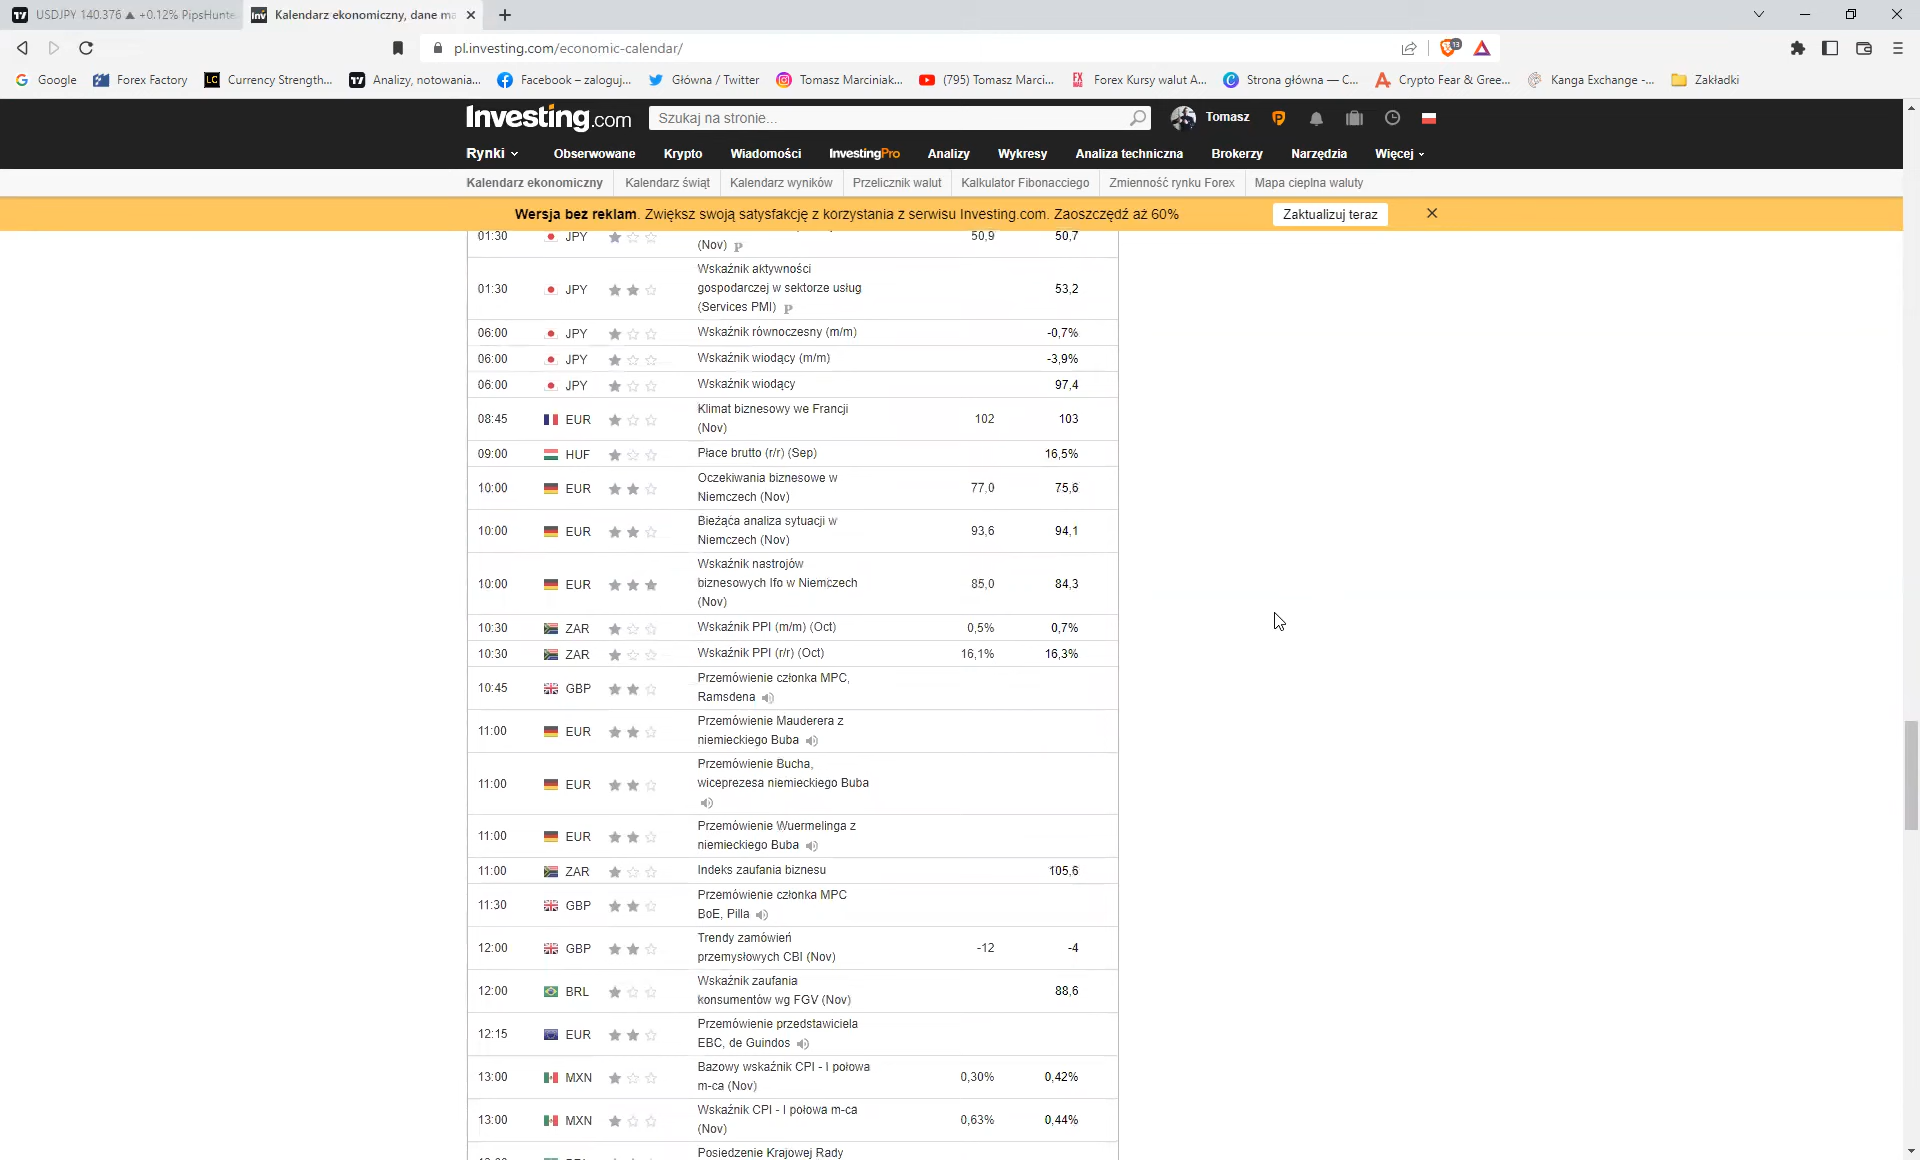 USDJPY 140.376 ▲ +0.12% PipsHunte
Kalendarz ekonomiczny, dane ma
pl.investing.com/economic-calendar/
13
Google
Forex Factory
LC
Currency Strength...
Analizy, notowania...
Facebook – zaloguj...
Główna / Twitter
Tomasz Marciniak...
(795) Tomasz Marci...
Forex Kursy walut A...
Strona główna — C...
Crypto Fear & Gree...
Kanga Exchange -...
Zakładki
Investing.com
Szukaj na stronie...
Tomasz
Rynki
Obserwowane
Krypto
Wiadomości
InvestingPro
Analizy
Wykresy
Analiza techniczna
Brokerzy
Narzędzia
Więcej
Kalendarz ekonomiczny
Kalendarz świąt
Kalendarz wyników
Przelicznik walut
Kalkulator Fibonacciego
Zmienność rynku Forex
Mapa cieplna waluty
Wersja bez reklam. Zwiększ swoją satysfakcję z korzystania z serwisu Investing.com. Zaoszczędź aż 60%
Zaktualizuj teraz
01:30 JPY (Nov) P 50,9 50,7
01:30 JPY Wskaźnik aktywności
gospodarczej w sektorze usług 53,2
(Services PMI) P
06:00 JPY Wskaźnik równoczesny (m/m) -0,7%
06:00 JPY Wskaźnik wiodący (m/m) -3,9%
06:00 JPY Wskaźnik wiodący 97,4
08:45 EUR Klimat biznesowy we Francji 102 103
(Nov)
09:00 HUF Płace brutto (r/r) (Sep) 16,5%
10:00 EUR Oczekiwania biznesowe w 77,0 75,6
Niemczech (Nov)
10:00 EUR Bieżąca analiza sytuacji w 93,6 94,1
Niemczech (Nov)
10:00 EUR Wskaźnik nastrojów
biznesowych Ifo w Niemczech 85,0 84,3
(Nov)
10:30 ZAR Wskaźnik PPI (m/m) (Oct) 0,5% 0,7%
10:30 ZAR Wskaźnik PPI (r/r) (Oct) 16,1% 16,3%
10:45 GBP Przemówienie członka MPC,
Ramsdena
11:00 EUR Przemówienie Mauderera z
niemieckiego Buba
11:00 EUR Przemówienie Bucha,
wiceprezesa niemieckiego Buba
11:00 EUR Przemówienie Wuermelinga z
niemieckiego Buba
11:00 ZAR Indeks zaufania biznesu 105,6
11:30 GBP Przemówienie członka MPC
BoE, Pilla
12:00 GBP Trendy zamówień -12 -4
przemysłowych CBI (Nov)
12:00 BRL Wskaźnik zaufania 88,6
konsumentów wg FGV (Nov)
12:15 EUR Przemówienie przedstawiciela
EBC, de Guindos
13:00 MXN Bazowy wskaźnik CPI - I połowa 0,30% 0,42%
m-ca (Nov)
13:00 MXN Wskaźnik CPI - I połowa m-ca 0,63% 0,44%
(Nov)
Posiedzenie Krajowej Rady